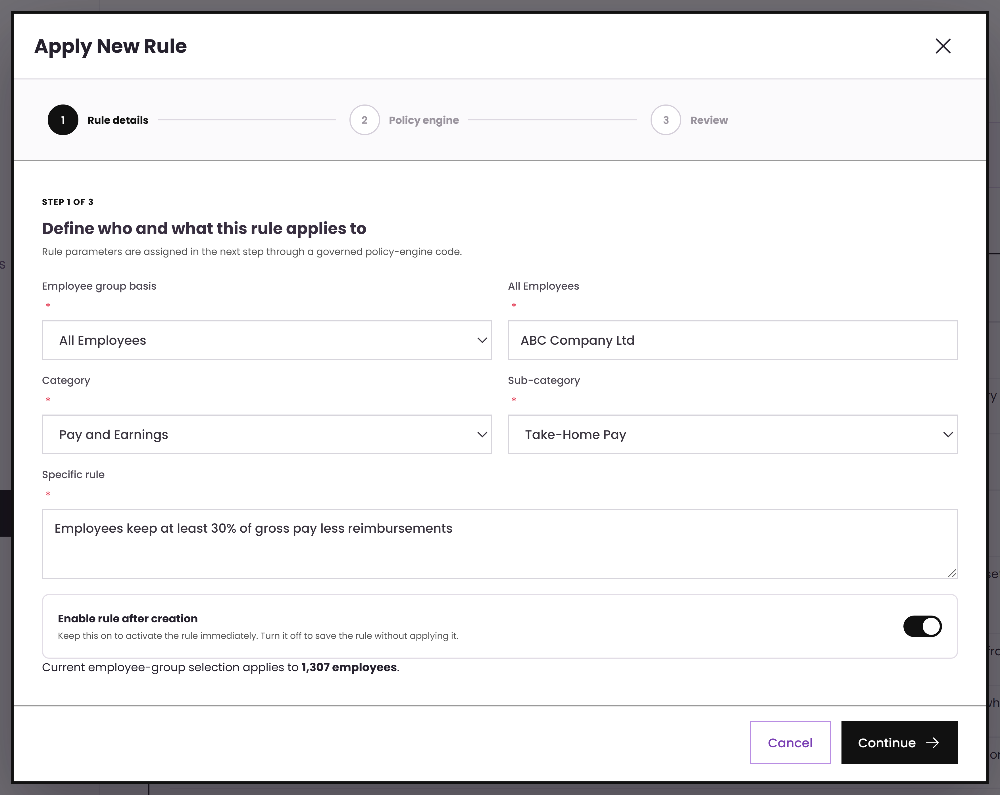 Apply New Rule
1 Rule details 2 Policy engine 3 Review
STEP 1 OF 3
Define who and what this rule applies to
Rule parameters are assigned in the next step through a governed policy-engine code.
Employee group basis
*
All Employees
All Employees
*
ABC Company Ltd
Category
*
Pay and Earnings
Sub-category
*
Take-Home Pay
Specific rule
*
Employees keep at least 30% of gross pay less reimbursements
Enable rule after creation
Keep this on to activate the rule immediately. Turn it off to save the rule without applying it.
Current employee-group selection applies to 1,307 employees.
Cancel
Continue →